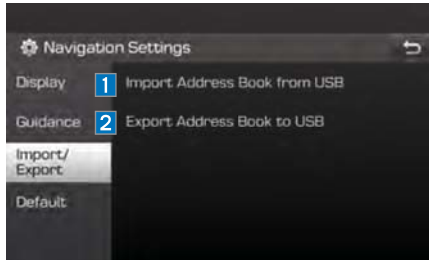 Navigation Settings
Display
1 Import Address Book from USB
Guidance
2 Export Address Book to USB
Import/
Export
Default